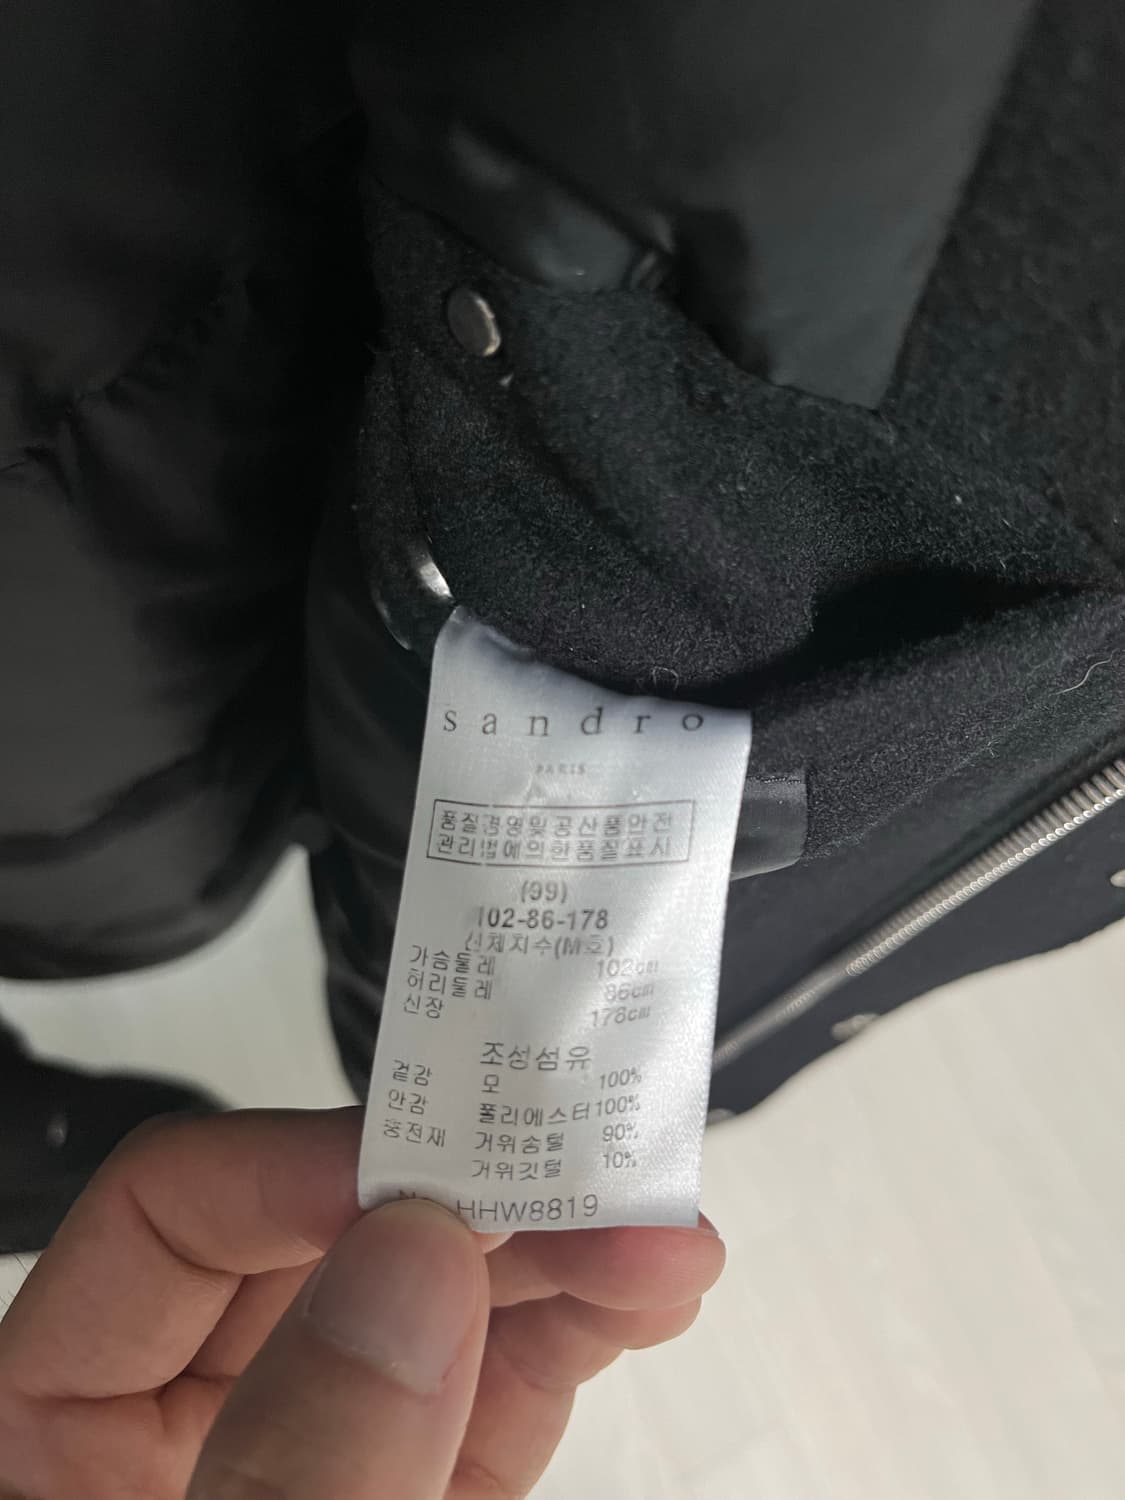 sandro
PARIS
품질경영및공산품안전
관리법에의한품질표시
(99)
102-86-178
신체치수(M호)
가슴둘레 102cm
허리둘레 86cm
신장 178cm
조성섬유
겉감 모 100%
안감 폴리에스터 100%
충전재 거위솜털 90%
거위깃털 10%
HHW8819